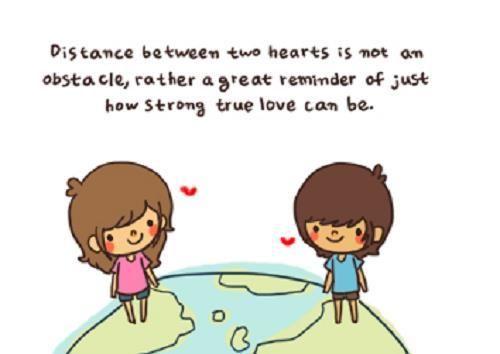 Distance between two hearts is not an
obstacle, rather a great reminder of just
how strong true love can be.